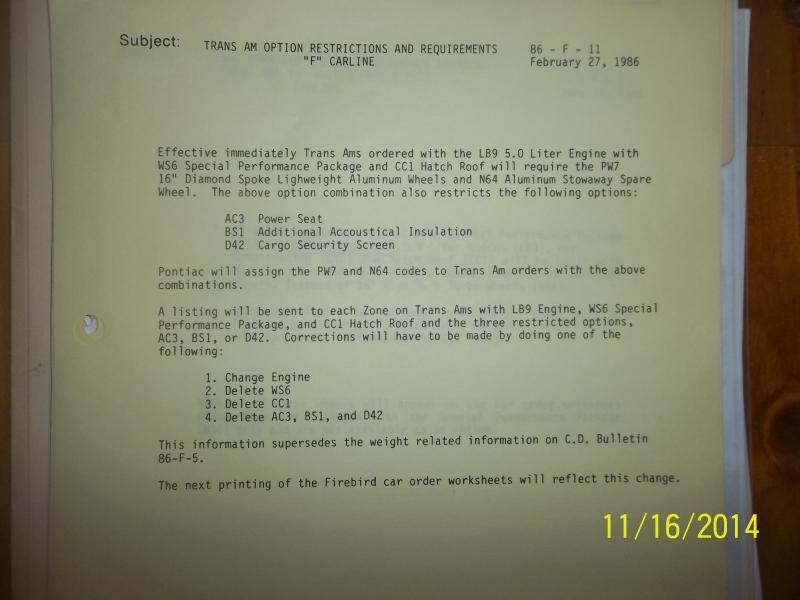 Subject: TRANS AM OPTION RESTRICTIONS AND REQUIREMENTS 86 - F - 11
"F" CARLINE February 27, 1986
Effective immediately Trans Ams ordered with the LB9 5.0 Liter Engine with
WS6 Special Performance Package and CC1 Hatch Roof will require the PW7
16" Diamond Spoke Lighweight Aluminum Wheels and N64 Aluminum Stowaway Spare
Wheel. The above option combination also restricts the following options:
AC3 Power Seat
BS1 Additional Accoustical Insulation
D42 Cargo Security Screen
Pontiac will assign the PW7 and N64 codes to Trans Am orders with the above
combinations.
A listing will be sent to each Zone on Trans Ams with LB9 Engine, WS6 Special
Performance Package, and CC1 Hatch Roof and the three restricted options,
AC3, BS1, or D42. Corrections will have to be made by doing one of the
following:
1. Change Engine
2. Delete WS6
3. Delete CC1
4. Delete AC3, BS1, and D42
This information supersedes the weight related information on C.D. Bulletin
86-F-5.
The next printing of the Firebird car order worksheets will reflect this change.
11/16/2014